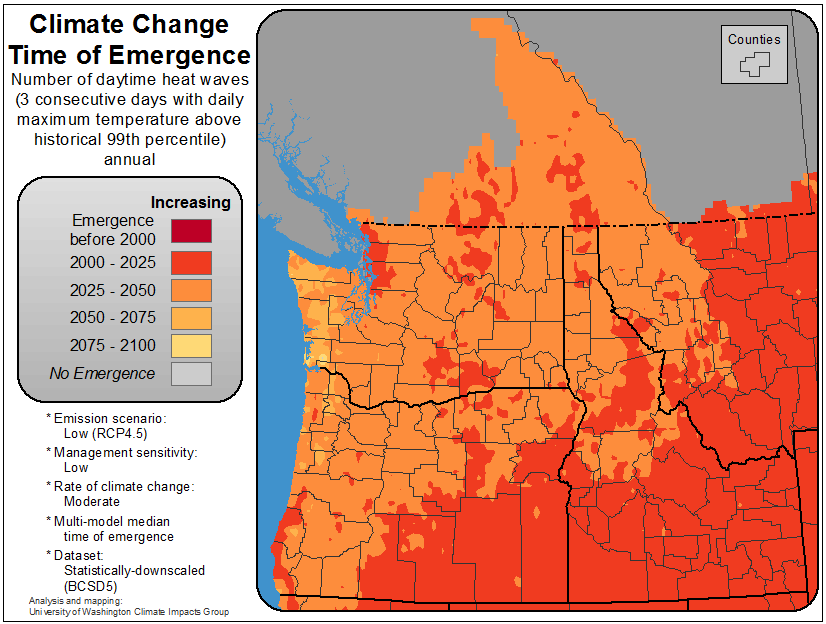 Climate Change
Time of Emergence
Number of daytime heat waves
(3 consecutive days with daily
maximum temperature above
historical 99th percentile)
annual
Increasing
Emergence
before 2000
2000 - 2025
2025 - 2050
2050 - 2075
2075 - 2100
No Emergence
* Emission scenario:
Low (RCP4.5)
* Management sensitivity:
Low
* Rate of climate change:
Moderate
* Multi-model median
time of emergence
* Dataset:
Statistically-downscaled
(BCSD5)
Analysis and mapping:
University of Washington Climate Impacts Group
Counties